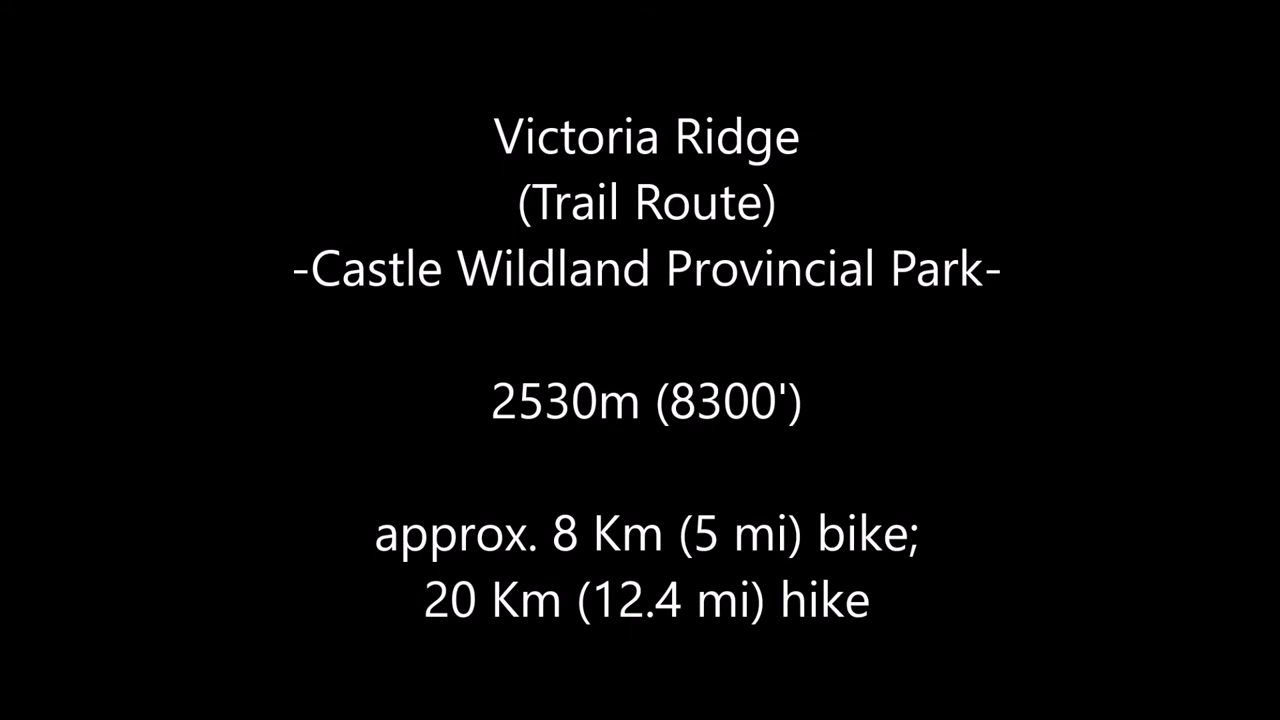 Victoria Ridge
(Trail Route)
-Castle Wildland Provincial Park-
2530m (8300')
approx. 8 Km (5 mi) bike;
20 Km (12.4 mi) hike